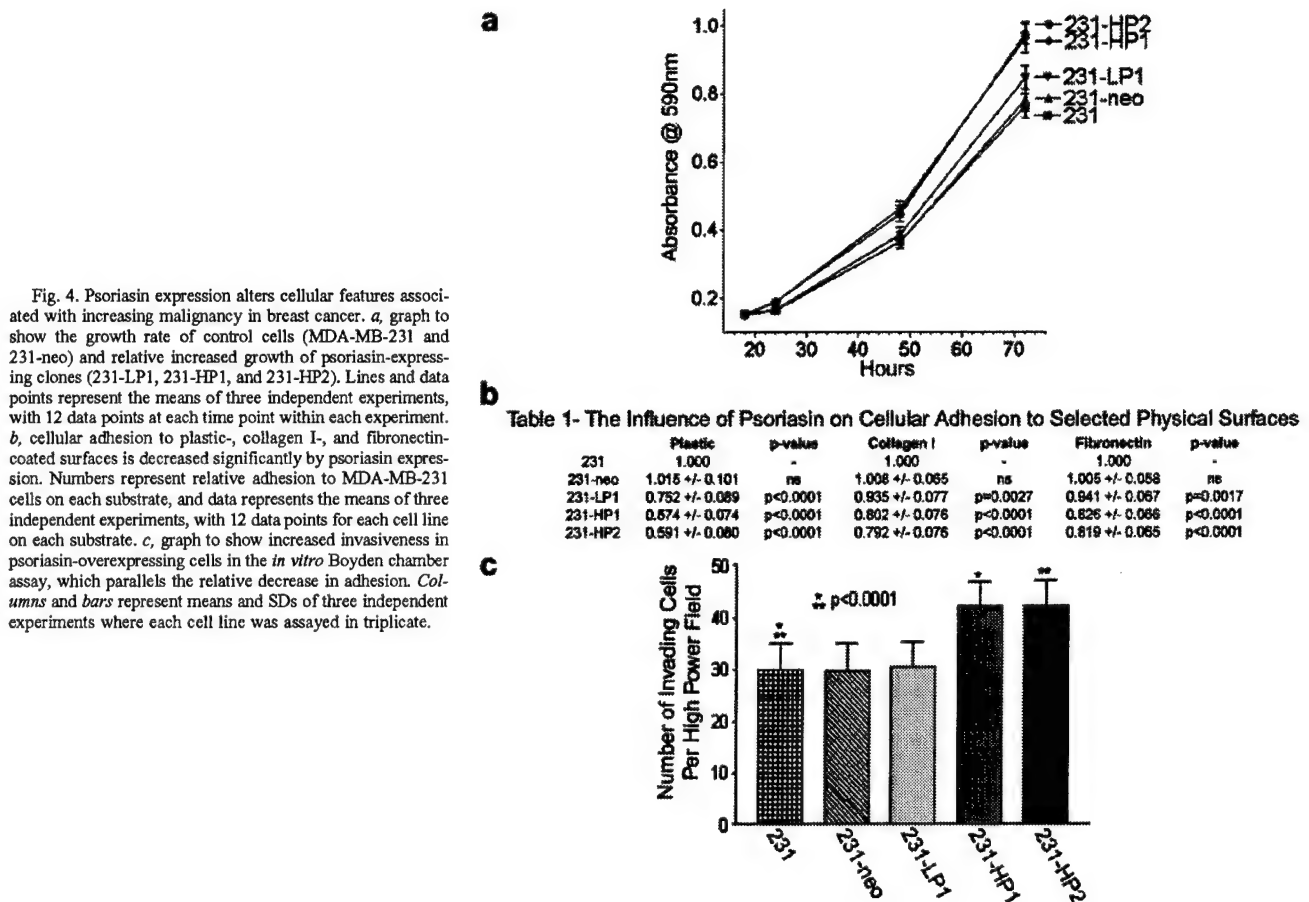 Fig. 4. Psoriasin expression alters cellular features associ-
ated with increasing malignancy in breast cancer. a, graph to
show the growth rate of control cells (MDA-MB-231 and
231-neo) and relative increased growth of psoriasin-express-
ing clones (231-LP1, 231-HP1, and 231-HP2). Lines and data
points represent the means of three independent experiments,
with 12 data points at each time point within each experiment.
b, cellular adhesion to plastic-, collagen I-, and fibronectin-
coated surfaces is decreased significantly by psoriasin expres-
sion. Numbers represent relative adhesion to MDA-MB-231
cells on each substrate, and data represents the means of three
independent experiments, with 12 data points for each cell line
on each substrate. c, graph to show increased invasiveness in
psoriasin-overexpressing cells in the in vitro Boyden chamber
assay, which parallels the relative decrease in adhesion. Col-
umns and bars represent means and SDs of three independent
experiments where each cell line was assayed in triplicate.
a
Absorbance @ 590nm
1.0
0.8
0.6
0.4
0.2
20 30 40 50 60 70
Hours
231-HP2
231-HP1
231-LP1
231-neo
231
b
Table 1- The Influence of Psoriasin on Cellular Adhesion to Selected Physical Surfaces
Plastic p-value Collagen I p-value Fibronectin p-value
231 1.000 - 1.000 - 1.000 -
231-neo 1.015 +/- 0.101 ns 1.008 +/- 0.065 ns 1.005 +/- 0.058 ns
231-LP1 0.752 +/- 0.089 p<0.0001 0.935 +/- 0.077 p=0.0027 0.941 +/- 0.067 p=0.0017
231-HP1 0.574 +/- 0.074 p<0.0001 0.802 +/- 0.076 p<0.0001 0.826 +/- 0.066 p<0.0001
231-HP2 0.591 +/- 0.080 p<0.0001 0.792 +/- 0.076 p<0.0001 0.819 +/- 0.065 p<0.0001
c
Number of Invading Cells
Per High Power Field
50
40
30
20
10
0
*
** p<0.0001
*
**
*
**
231
231-neo
231-LP1
231-HP1
231-HP2